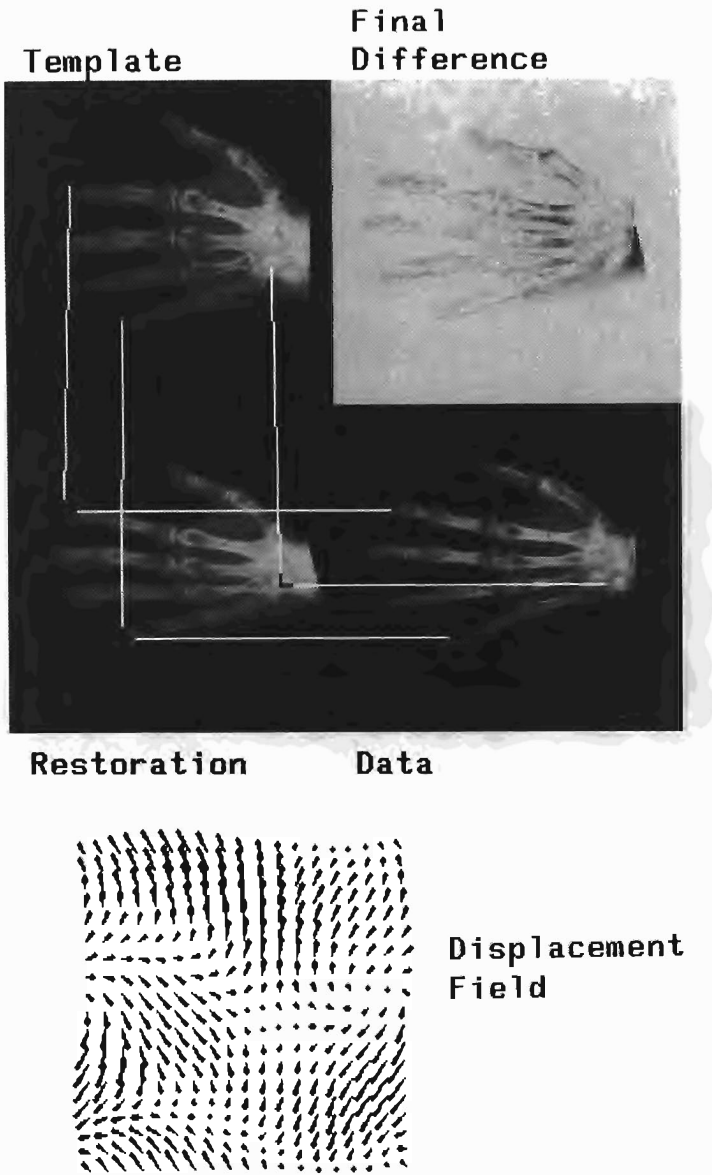 Template
Final
Difference
Restoration
Data
Displacement
Field